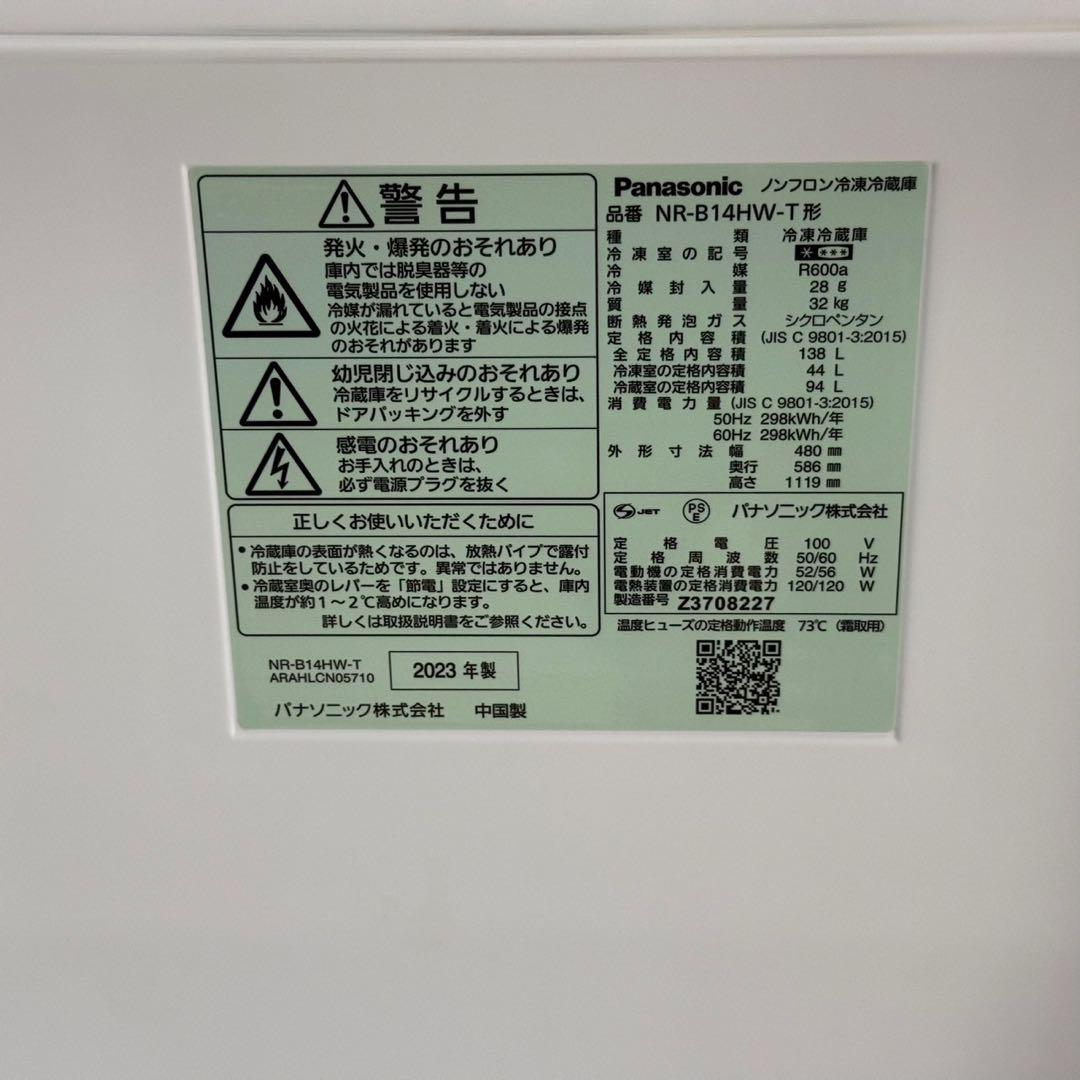 警告
発火・爆発のおそれあり
庫内では脱臭器等の
電気製品を使用しない
冷媒が漏れていると電気製品の接点
の火花による着火・着火による爆発
のおそれがあります
幼児閉じ込みのおそれあり
冷蔵庫をリサイクルするときは、
ドアパッキングを外す
感電のおそれあり
お手入れのときは、
必ず電源プラグを抜く
正しくお使いいただくために
・冷蔵庫の表面が熱くなるのは、放熱パイプで露付
防止をしているためです。異常ではありません。
・冷蔵室奥のレバーを「節電」設定にすると、庫内
温度が約1～2℃高めになります。
詳しくは取扱説明書をご参照ください。
NR-B14HW-T
ARAHLCN05710
2023 年製
パナソニック株式会社 中国製
Panasonic ノンフロン冷凍冷蔵庫
品番 NR-B14HW-T形
種類 冷凍冷蔵庫
冷凍室の記号 ****
冷媒 R600a
冷媒封入量 28 g
質量 32 kg
断熱発泡ガス シクロペンタン
定格内容積 (JIS C 9801-3:2015)
全定格内容積 138 L
冷凍室の定格内容積 44 L
冷蔵室の定格内容積 94 L
消費電力量 (JIS C 9801-3:2015)
50Hz 298kWh/年
60Hz 298kWh/年
外形寸法 幅 480 mm
奥行 586 mm
高さ 1119 mm
JET PSE パナソニック株式会社
定格電圧 100 V
定格周波数 50/60 Hz
電動機の定格消費電力 52/56 W
電熱装置の定格消費電力 120/120 W
製造番号 Z3708227
温度ヒューズの定格動作温度 73℃（霜取用）